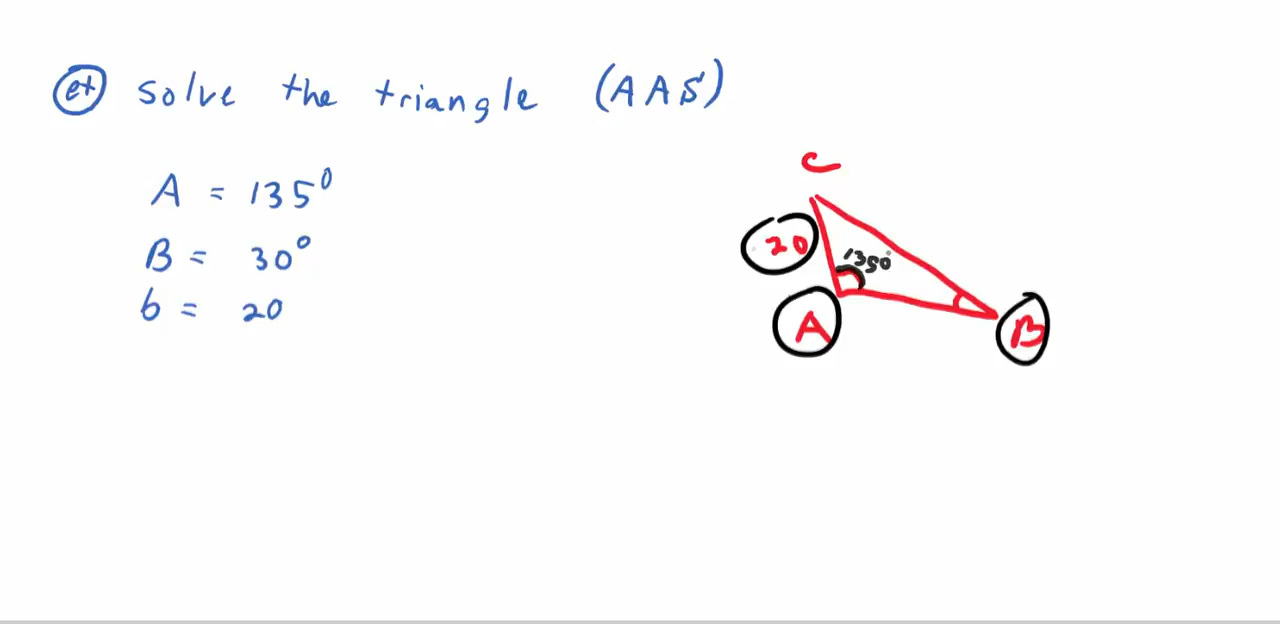 ex solve the triangle (AAS)
A = 135°
B = 30°
b = 20
C
20
135°
A
B